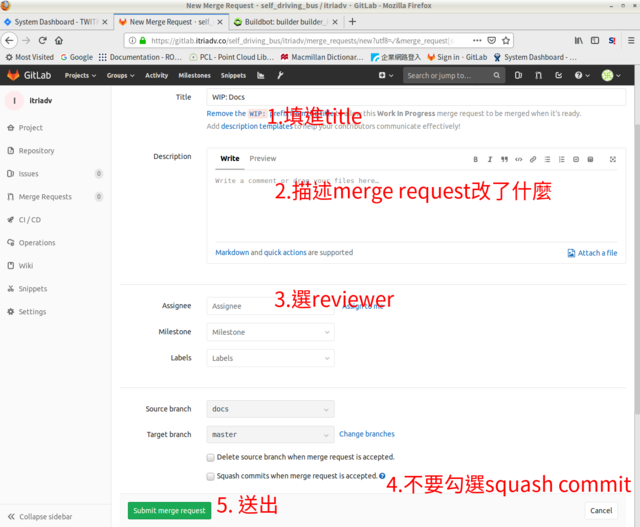 New Merge Request · self_driving_bus / itriadv · GitLab - Mozilla Firefox
System Dashboard - TWIT
New Merge Request · self_
Buildbot: builder builder_
https://gitlab.itriadv.co/self_driving_bus/itriadv/merge_requests/new?utf8=✓&merge_request[
Most Visited Google Documentation - RO... PCL - Point Cloud Lib... Macmillan Dictionar... 企業網路登入 Sign in · GitLab System Dashboard - ...
GitLab Projects Groups Activity Milestones Snippets Search or jump to...
I itriadv
Project
Repository
Issues 0
Merge Requests 0
CI / CD
Operations
Wiki
Snippets
Settings
Collapse sidebar
Title WIP: Docs
Remove the WIP: this Work In Progress merge request to be merged when it's ready.
1.填進title
Add description templates to help your contributors communicate effectively!
Description Write Preview
Write a comment or drag your files here...
2.描述merge request改了什麼
Markdown and quick actions are supported Attach a file
Assignee Assignee Assign to me
3.選reviewer
Milestone Milestone
Labels Labels
Source branch docs
Target branch master Change branches
Delete source branch when merge request is accepted.
Squash commits when merge request is accepted.
4.不要勾選squash commit
Submit merge request 5. 送出 Cancel